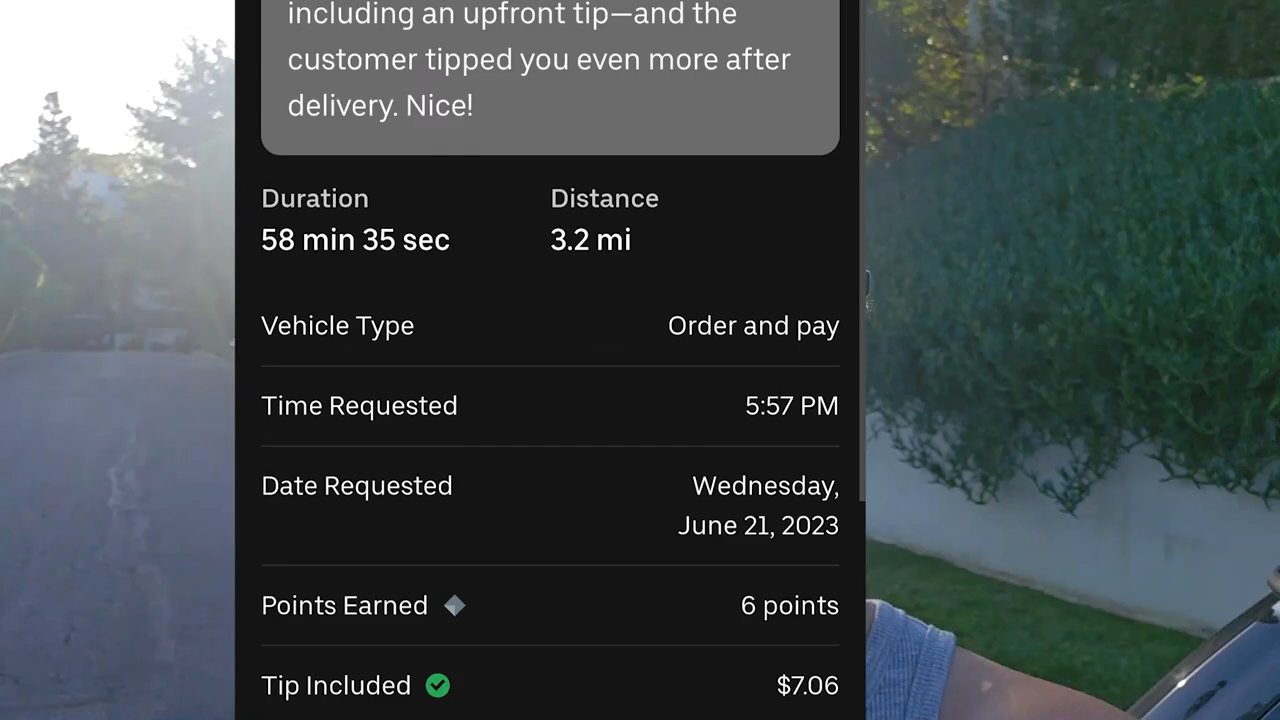 including an upfront tip—and the
customer tipped you even more after
delivery. Nice!
Duration Distance
58 min 35 sec 3.2 mi
Vehicle Type Order and pay
Time Requested 5:57 PM
Date Requested Wednesday,
June 21, 2023
Points Earned 6 points
Tip Included $7.06